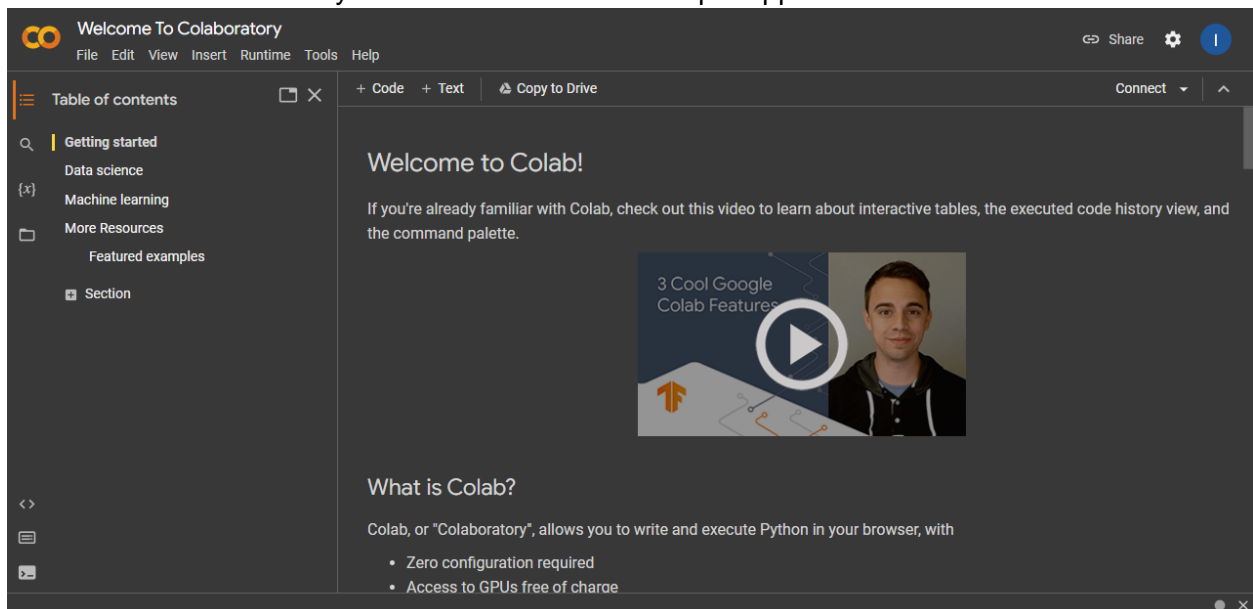 Welcome To Colaboratory
File Edit View Insert Runtime Tools Help
Share
I
Table of contents
Getting started
Data science
Machine learning
More Resources
Featured examples
Section
{x}
+ Code + Text Copy to Drive
Connect
Welcome to Colab!
If you're already familiar with Colab, check out this video to learn about interactive tables, the executed code history view, and
the command palette.
3 Cool Google
Colab Features
What is Colab?
Colab, or "Colaboratory", allows you to write and execute Python in your browser, with
• Zero configuration required
• Access to GPUs free of charge